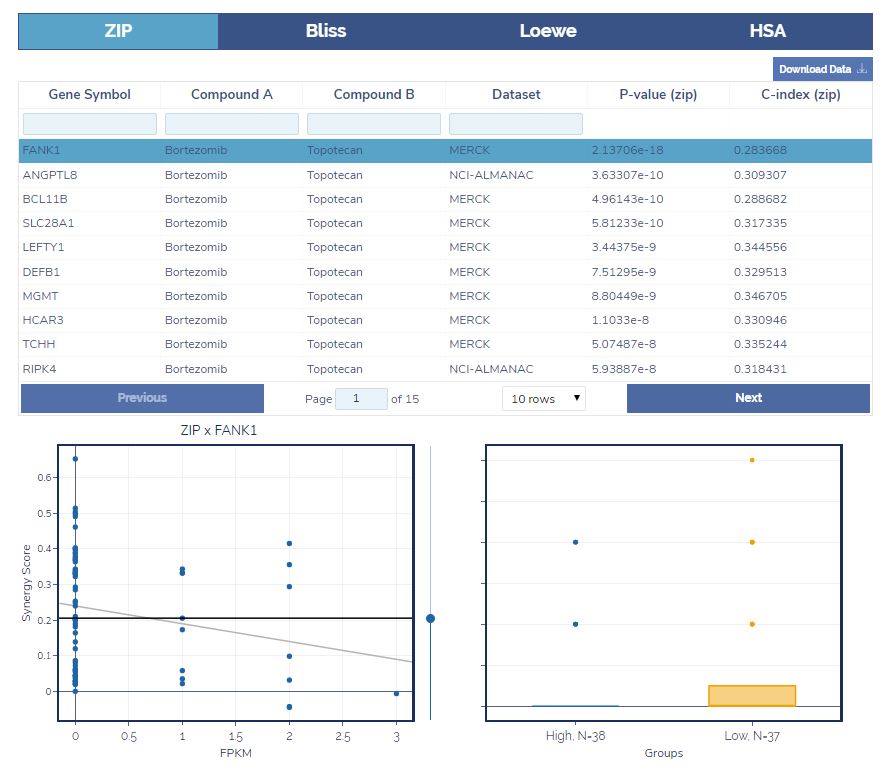 ZIP Bliss Loewe HSA
Download Data
Gene Symbol Compound A Compound B Dataset P-value (zip) C-index (zip)
FANK1 Bortezomib Topotecan MERCK 2.13706e-18 0.283668
ANGPTL8 Bortezomib Topotecan NCI-ALMANAC 3.63307e-10 0.309307
BCL11B Bortezomib Topotecan MERCK 4.96143e-10 0.288682
SLC28A1 Bortezomib Topotecan MERCK 5.81233e-10 0.317335
LEFTY1 Bortezomib Topotecan MERCK 3.44375e-9 0.344556
DEFB1 Bortezomib Topotecan MERCK 7.51295e-9 0.329513
MGMT Bortezomib Topotecan MERCK 8.80449e-9 0.346705
HCAR3 Bortezomib Topotecan MERCK 1.1033e-8 0.330946
TCHH Bortezomib Topotecan MERCK 5.07487e-8 0.335244
RIPK4 Bortezomib Topotecan NCI-ALMANAC 5.93887e-8 0.318431
Previous Page 1 of 15 10 rows Next
ZIP x FANK1
Synergy Score
0.6
0.5
0.4
0.3
0.2
0.1
0
0 0.5 1 1.5 2 2.5 3
FPKM
High, N=38 Low, N=37
Groups